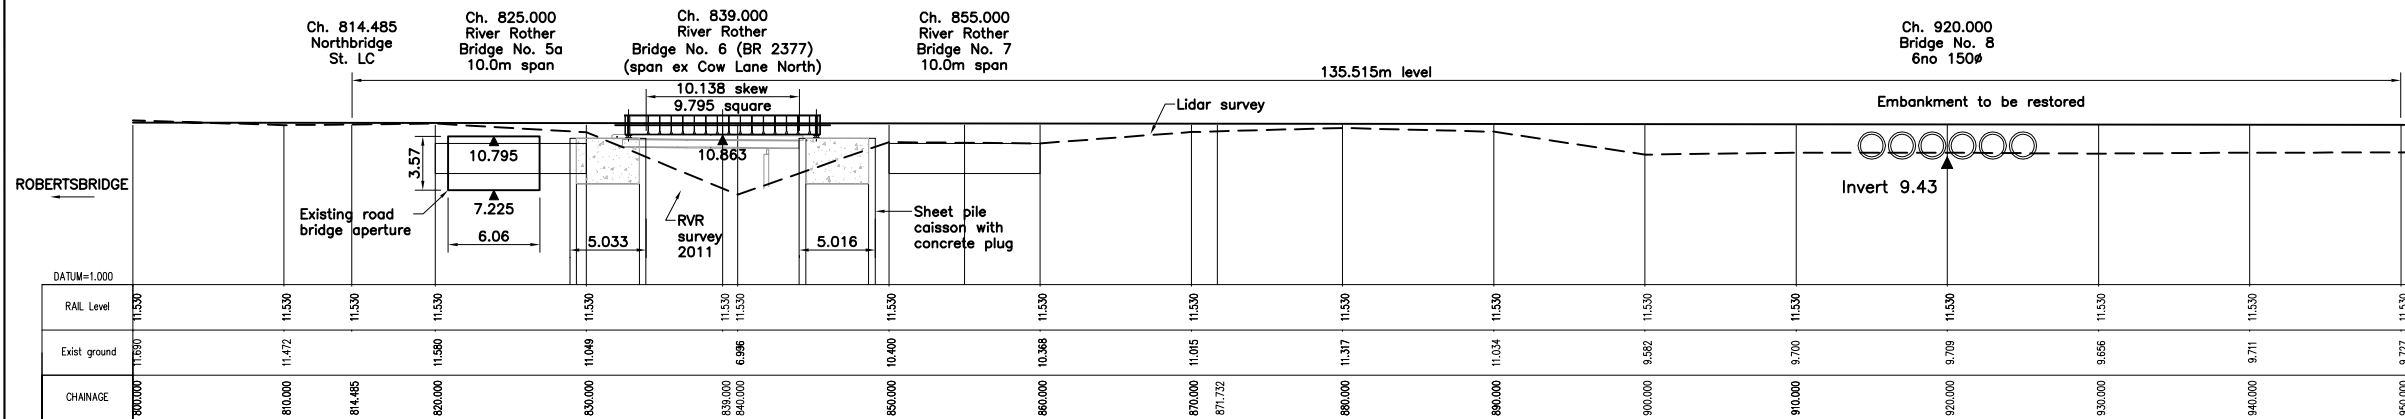 Ch. 814.485
Northbridge
St. LC
Ch. 825.000
River Rother
Bridge No. 5a
10.0m span
Ch. 839.000
River Rother
Bridge No. 6 (BR 2377)
(span ex Cow Lane North)
Ch. 855.000
River Rother
Bridge No. 7
10.0m span
Ch. 920.000
Bridge No. 8
6no 150ø
135.515m level
10.138 skew
9.795 square
Lidar survey
Embankment to be restored
3.57
10.795
10.863
ROBERTSBRIDGE
Invert 9.43
7.225
Existing road
bridge aperture
6.06
5.033
RVR
survey
2011
5.016
Sheet pile
caisson with
concrete plug
DATUM=1.000
RAIL Level
11.530 11.530 11.530 11.530 11.530 11.530 11.530 11.530 11.530 11.530 11.530 11.530 11.530 11.530 11.530 11.530 11.530 11.530
Exist ground
11.690 11.472 11.580 11.049 6.996 10.400 10.368 11.015 11.317 11.034 9.582 9.700 9.709 9.656 9.711 9.727
CHAINAGE
800.000 810.000 814.485 820.000 830.000 839.000 840.000 850.000 860.000 870.000 871.732 880.000 890.000 900.000 910.000 920.000 930.000 940.000 950.000